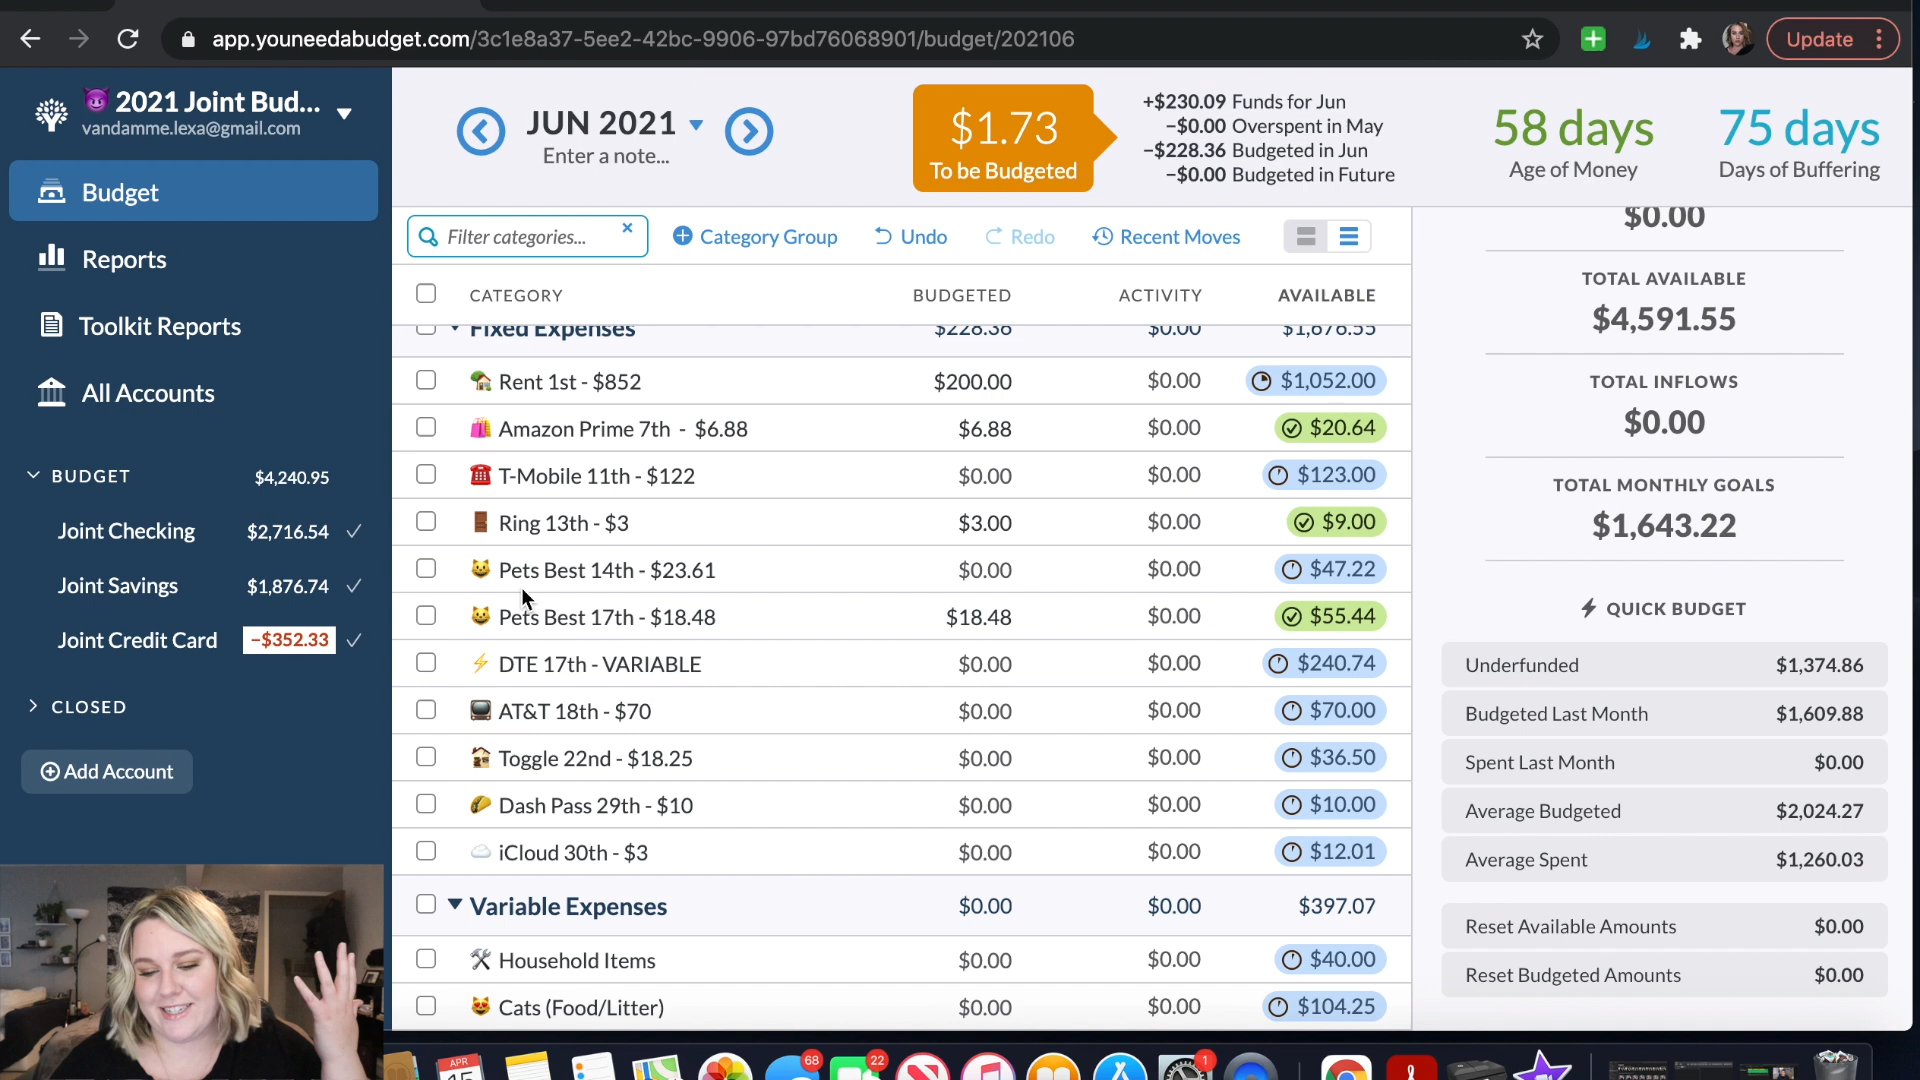 app.youneedabudget.com/3c1e8a37-5ee2-42bc-9906-97bd76068901/budget/202106
Update
2021 Joint Bud...
vandamme.lexa@gmail.com
Budget
Reports
Toolkit Reports
All Accounts
BUDGET $4,240.95
Joint Checking $2,716.54
Joint Savings $1,876.74
Joint Credit Card -$352.33
CLOSED
Add Account
JUN 2021
Enter a note...
$1.73
To be Budgeted
+$230.09 Funds for Jun
-$0.00 Overspent in May
-$228.36 Budgeted in Jun
-$0.00 Budgeted in Future
58 days
Age of Money
75 days
Days of Buffering
Filter categories...
Category Group
Undo
Redo
Recent Moves
CATEGORY BUDGETED ACTIVITY AVAILABLE
Fixed Expenses $228.36 $0.00 $1,676.55
Rent 1st - $852 $200.00 $0.00 $1,052.00
Amazon Prime 7th - $6.88 $6.88 $0.00 $20.64
T-Mobile 11th - $122 $0.00 $0.00 $123.00
Ring 13th - $3 $3.00 $0.00 $9.00
Pets Best 14th - $23.61 $0.00 $0.00 $47.22
Pets Best 17th - $18.48 $18.48 $0.00 $55.44
DTE 17th - VARIABLE $0.00 $0.00 $240.74
AT&T 18th - $70 $0.00 $0.00 $70.00
Toggle 22nd - $18.25 $0.00 $0.00 $36.50
Dash Pass 29th - $10 $0.00 $0.00 $10.00
iCloud 30th - $3 $0.00 $0.00 $12.01
Variable Expenses $0.00 $0.00 $397.07
Household Items $0.00 $0.00 $40.00
Cats (Food/Litter) $0.00 $0.00 $104.25
$0.00
TOTAL AVAILABLE
$4,591.55
TOTAL INFLOWS
$0.00
TOTAL MONTHLY GOALS
$1,643.22
QUICK BUDGET
Underfunded $1,374.86
Budgeted Last Month $1,609.88
Spent Last Month $0.00
Average Budgeted $2,024.27
Average Spent $1,260.03
Reset Available Amounts $0.00
Reset Budgeted Amounts $0.00
APR
68
22
1